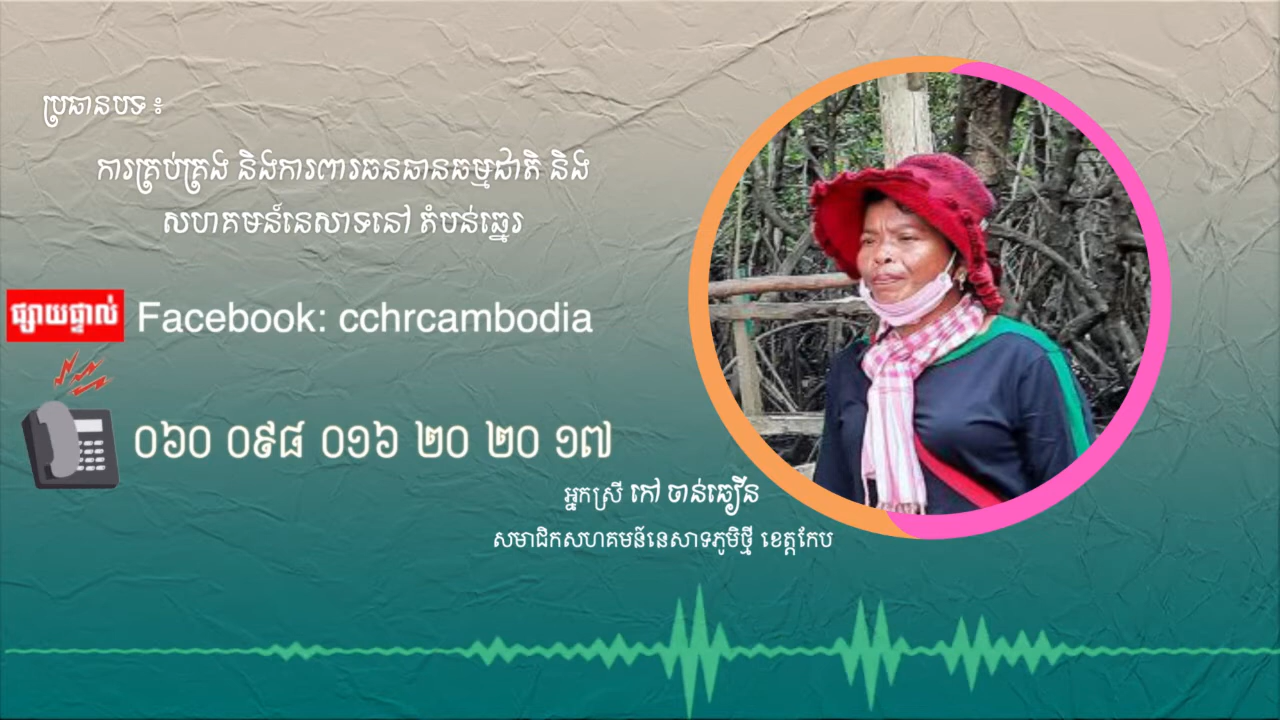 ប្រធានបទ ៖
ការគ្រប់គ្រង និងការពារធនធានធម្មជាតិ និង
សហគមន៍នេសាទនៅ តំបន់ឆ្នេរ
ផ្សាយផ្ទាល់ Facebook: cchrcambodia
០៦០ ០៩៨ ០១៦ ២០ ២០ ១៧
អ្នកស្រី កៅ ចាន់ធឿន
សមាជិកសហគមន៍នេសាទភូមិថ្មី ខេត្តកែប